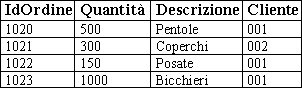 IdOrdine Quantità Descrizione Cliente
1020 500 Pentole 001
1021 300 Coperchi 002
1022 150 Posate 001
1023 1000 Bicchieri 001